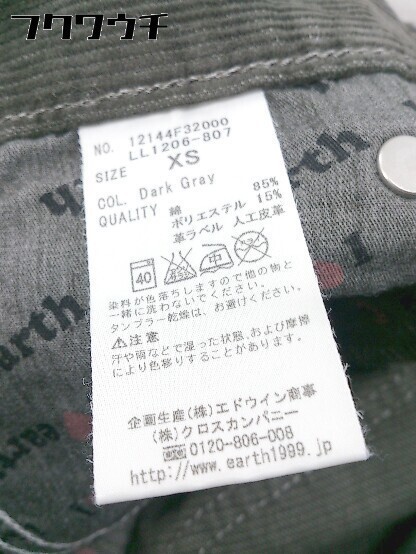 フクワウチ
NO. 12144F32000
LL1206-807
SIZE XS
COL. Dark Gray
QUALITY 綿 85%
ポリエステル 15%
革ラベル 人工皮革
40
中
染料が色落ちしますので他の物と
一緒に洗わないでください。
タンブラー乾燥は、お避けください。
⚠注意
汗や雨などで湿った状態、および摩擦
により色移りすることがあります。
企画生産(株)エドウイン商事
(株)クロスカンパニー
0120-806-008
http://www.earth1999.jp
earth